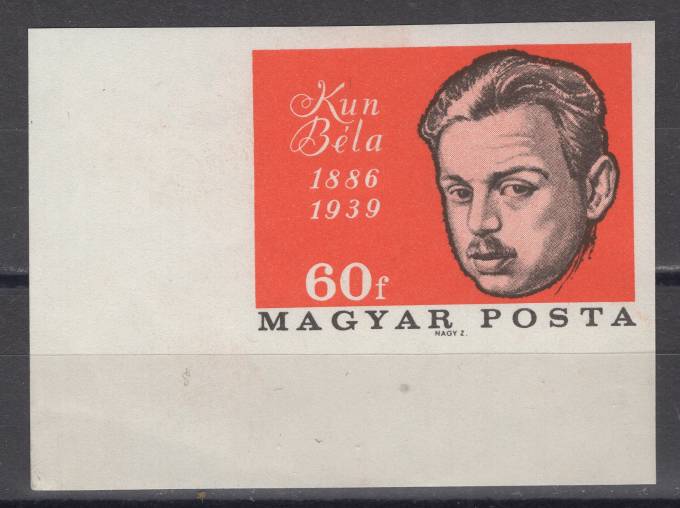 Kun
Béla
1886
1939
60f
MAGYAR POSTA
NAGY Z.